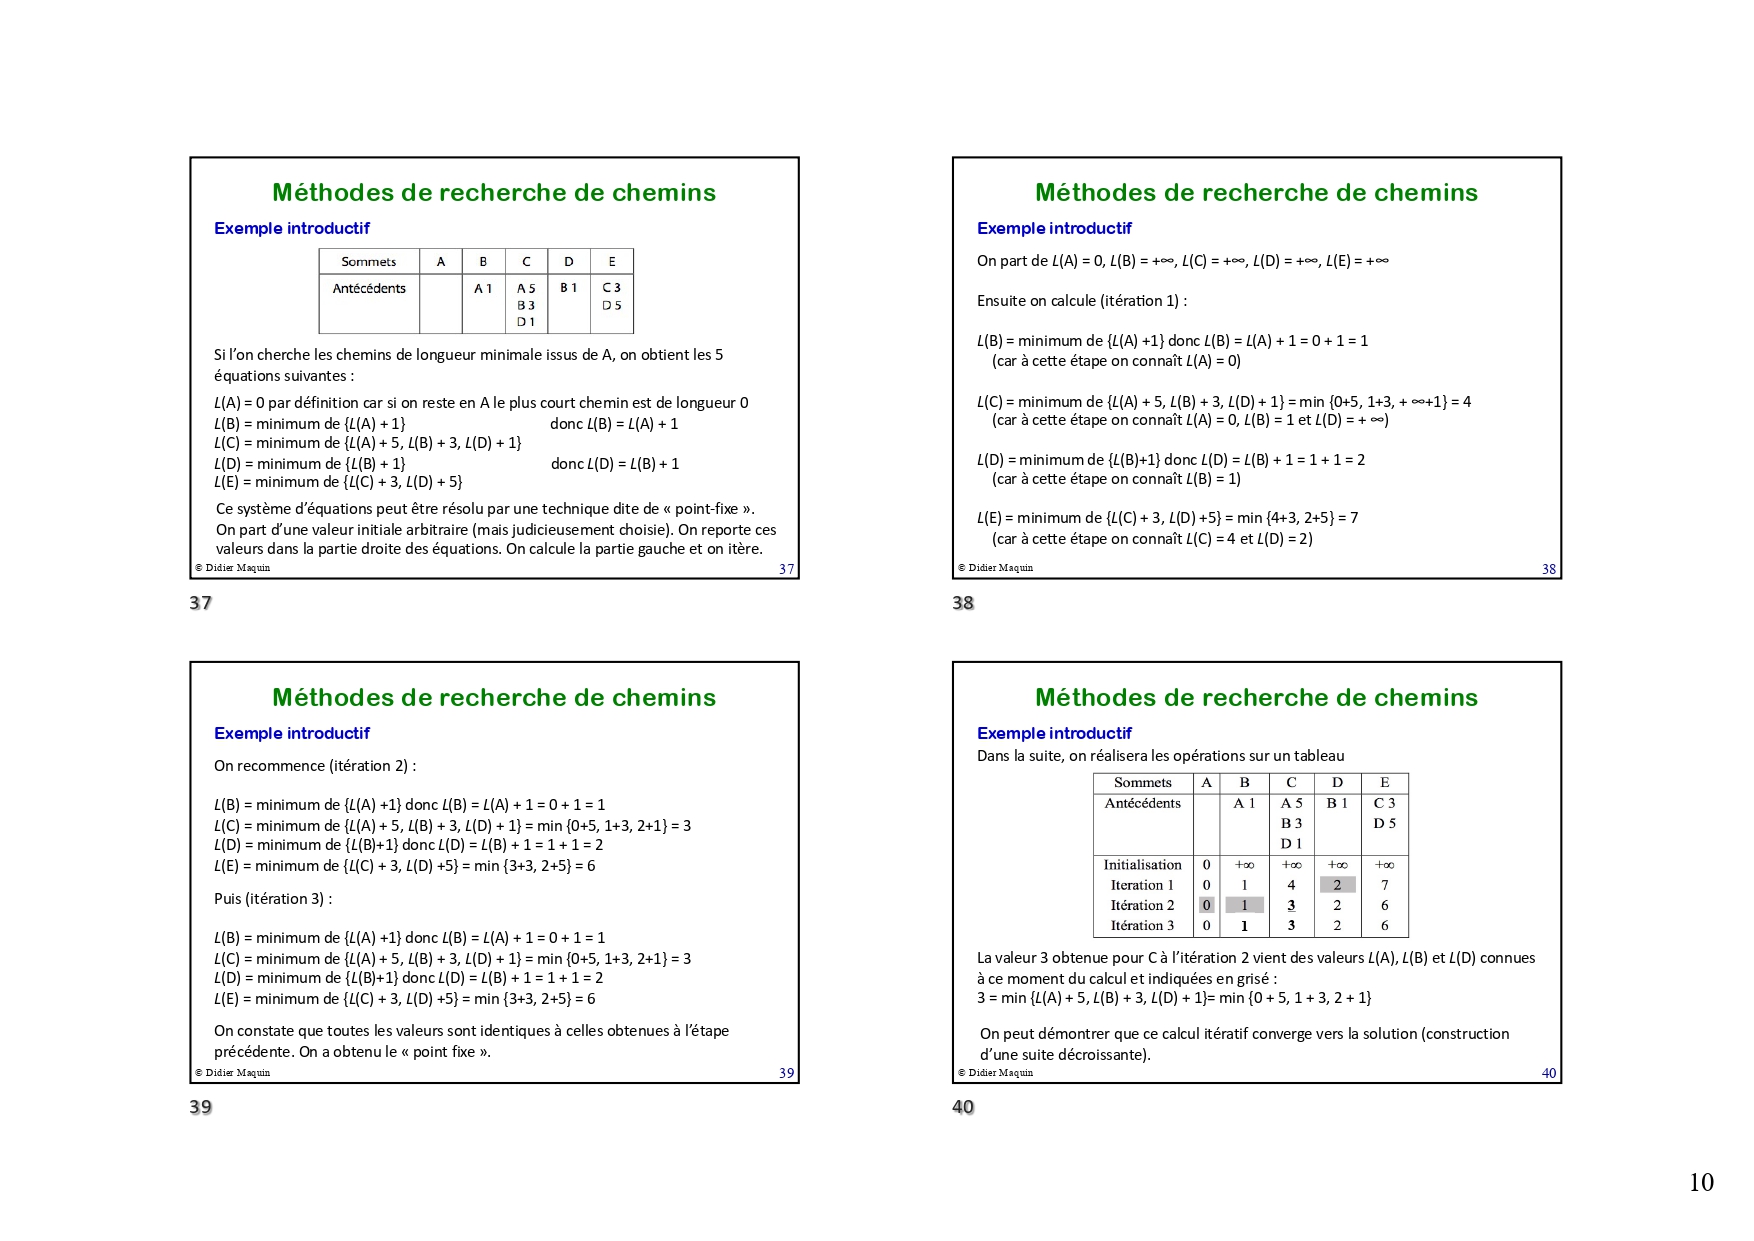 Méthodes de recherche de chemins
Exemple introductif
Sommets A B C D E
Antécédents A 1 A 5 B 1 C 3
B 3 D 5
D 1
Si l'on cherche les chemins de longueur minimale issus de A, on obtient les 5
équations suivantes :
L(A) = 0 par définition car si on reste en A le plus court chemin est de longueur 0
L(B) = minimum de {L(A) + 1} donc L(B) = L(A) + 1
L(C) = minimum de {L(A) + 5, L(B) + 3, L(D) + 1}
L(D) = minimum de {L(B) + 1} donc L(D) = L(B) + 1
L(E) = minimum de {L(C) + 3, L(D) + 5}
Ce système d'équations peut être résolu par une technique dite de « point-fixe ».
On part d'une valeur initiale arbitraire (mais judicieusement choisie). On reporte ces
valeurs dans la partie droite des équations. On calcule la partie gauche et on itère.
© Didier Maquin 37
37
Méthodes de recherche de chemins
Exemple introductif
On part de L(A) = 0, L(B) = +∞, L(C) = +∞, L(D) = +∞, L(E) = +∞
Ensuite on calcule (itération 1) :
L(B) = minimum de {L(A) +1} donc L(B) = L(A) + 1 = 0 + 1 = 1
(car à cette étape on connaît L(A) = 0)
L(C) = minimum de {L(A) + 5, L(B) + 3, L(D) + 1} = min {0+5, 1+3, + ∞+1} = 4
(car à cette étape on connaît L(A) = 0, L(B) = 1 et L(D) = + ∞)
L(D) = minimum de {L(B)+1} donc L(D) = L(B) + 1 = 1 + 1 = 2
(car à cette étape on connaît L(B) = 1)
L(E) = minimum de {L(C) + 3, L(D) +5} = min {4+3, 2+5} = 7
(car à cette étape on connaît L(C) = 4 et L(D) = 2)
© Didier Maquin 38
38
Méthodes de recherche de chemins
Exemple introductif
On recommence (itération 2) :
L(B) = minimum de {L(A) +1} donc L(B) = L(A) + 1 = 0 + 1 = 1
L(C) = minimum de {L(A) + 5, L(B) + 3, L(D) + 1} = min {0+5, 1+3, 2+1} = 3
L(D) = minimum de {L(B)+1} donc L(D) = L(B) + 1 = 1 + 1 = 2
L(E) = minimum de {L(C) + 3, L(D) +5} = min {3+3, 2+5} = 6
Puis (itération 3) :
L(B) = minimum de {L(A) +1} donc L(B) = L(A) + 1 = 0 + 1 = 1
L(C) = minimum de {L(A) + 5, L(B) + 3, L(D) + 1} = min {0+5, 1+3, 2+1} = 3
L(D) = minimum de {L(B)+1} donc L(D) = L(B) + 1 = 1 + 1 = 2
L(E) = minimum de {L(C) + 3, L(D) +5} = min {3+3, 2+5} = 6
On constate que toutes les valeurs sont identiques à celles obtenues à l'étape
précédente. On a obtenu le « point fixe ».
© Didier Maquin 39
39
Méthodes de recherche de chemins
Exemple introductif
Dans la suite, on réalisera les opérations sur un tableau
Sommets A B C D E
Antécédents A 1 A 5 B 1 C 3
B 3 D 5
D 1
Initialisation 0 +∞ +∞ +∞ +∞
Iteration 1 0 1 4 2 7
Itération 2 0 1 3 2 6
Itération 3 0 1 3 2 6
La valeur 3 obtenue pour C à l'itération 2 vient des valeurs L(A), L(B) et L(D) connues
à ce moment du calcul et indiquées en grisé :
3 = min {L(A) + 5, L(B) + 3, L(D) + 1}= min {0 + 5, 1 + 3, 2 + 1}
On peut démontrer que ce calcul itératif converge vers la solution (construction
d'une suite décroissante).
© Didier Maquin 40
40
10